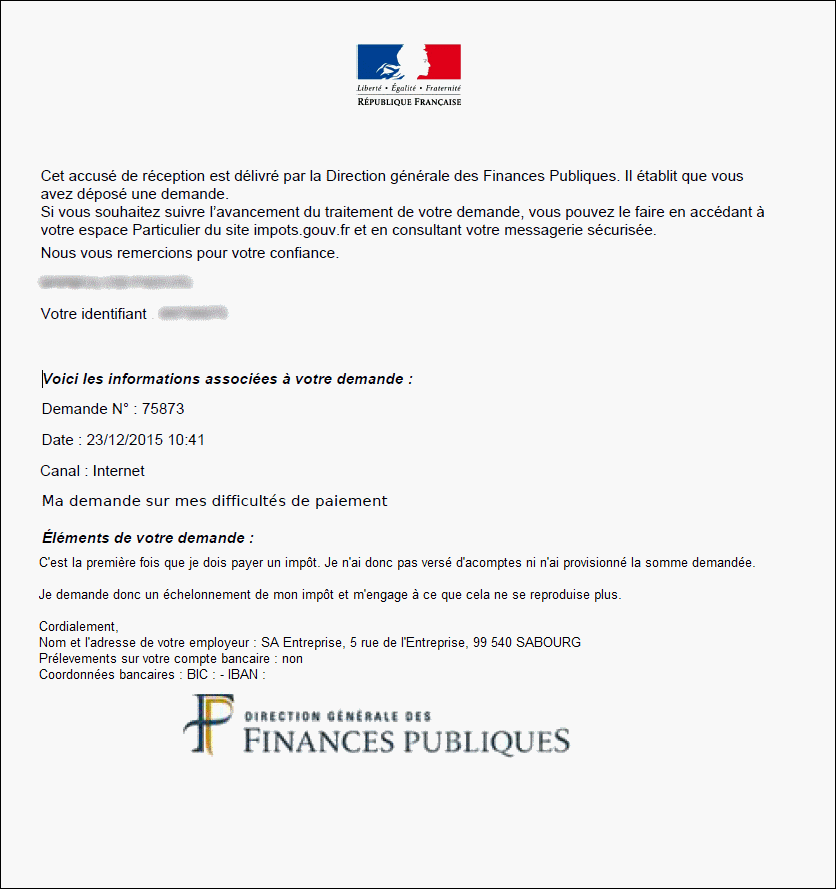 Liberté • Égalité • Fraternité
RÉPUBLIQUE FRANÇAISE
Cet accusé de réception est délivré par la Direction générale des Finances Publiques. Il établit que vous
avez déposé une demande.
Si vous souhaitez suivre l'avancement du traitement de votre demande, vous pouvez le faire en accédant à
votre espace Particulier du site impots.gouv.fr et en consultant votre messagerie sécurisée.
Nous vous remercions pour votre confiance.
Votre identifiant
Voici les informations associées à votre demande :
Demande N° : 75873
Date : 23/12/2015 10:41
Canal : Internet
Ma demande sur mes difficultés de paiement
Éléments de votre demande :
C'est la première fois que je dois payer un impôt. Je n'ai donc pas versé d'acomptes ni n'ai provisionné la somme demandée.
Je demande donc un échelonnement de mon impôt et m'engage à ce que cela ne se reproduise plus.
Cordialement,
Nom et l'adresse de votre employeur : SA Entreprise, 5 rue de l'Entreprise, 99 540 SABOURG
Prélevements sur votre compte bancaire : non
Coordonnées bancaires : BIC : - IBAN :
DIRECTION GÉNÉRALE DES
FINANCES PUBLIQUES